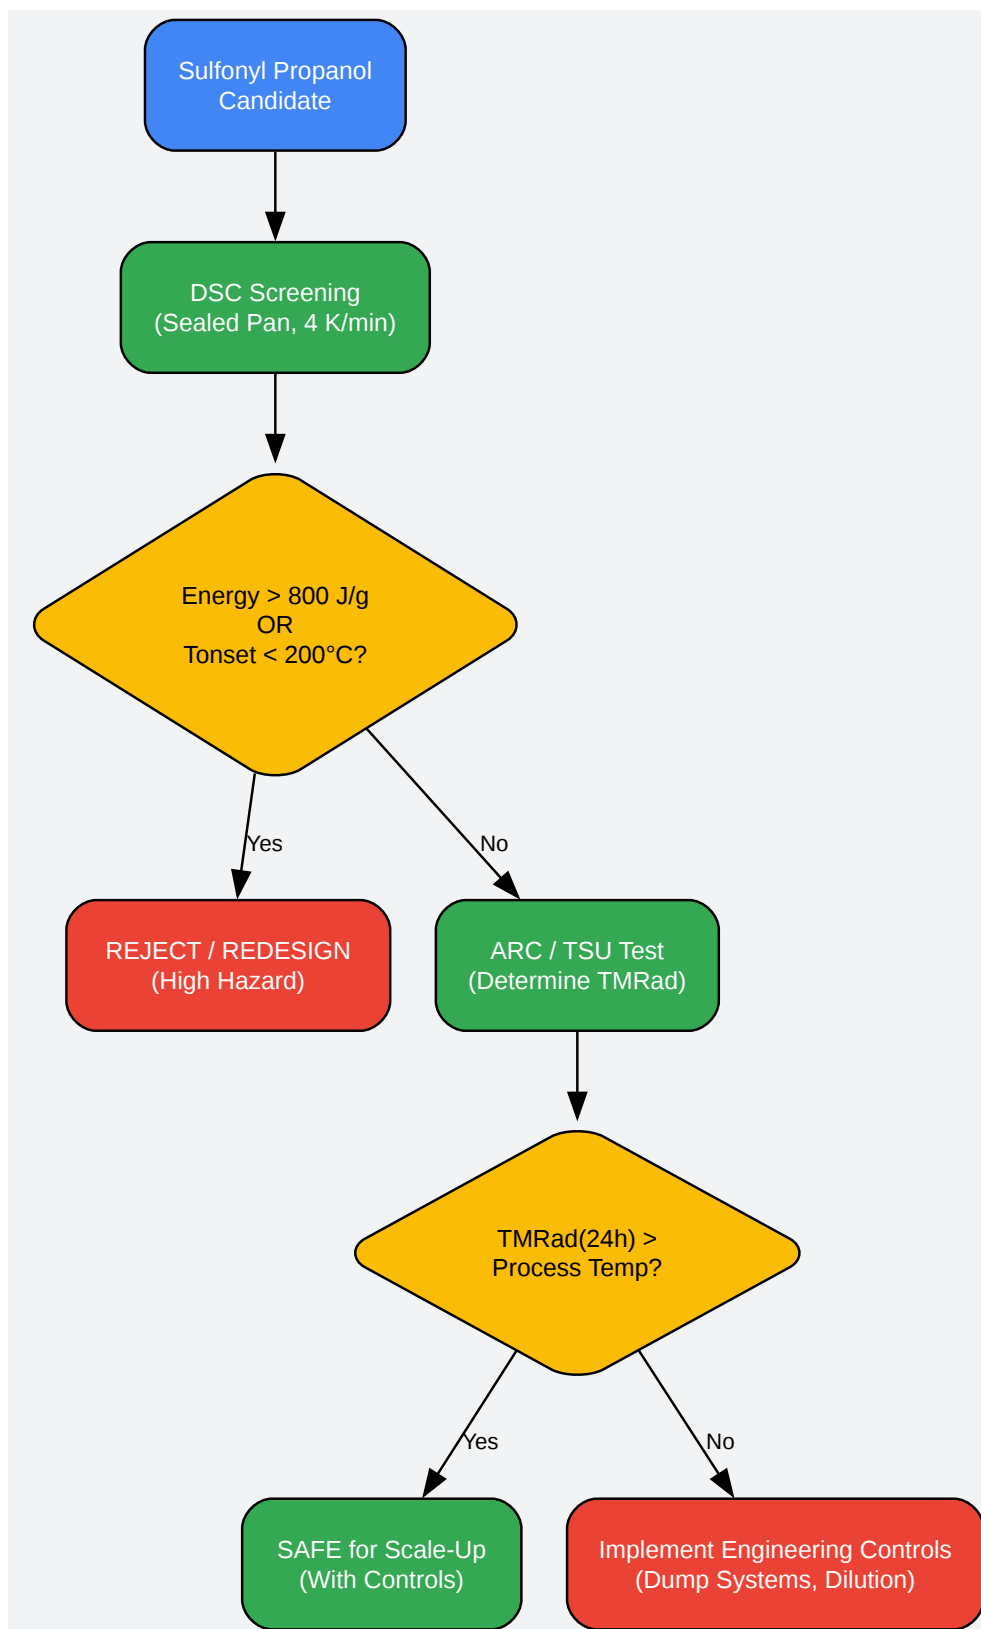 Sulfonyl Propanol
Candidate
DSC Screening
(Sealed Pan, 4 K/min)
Energy > 800 J/g
OR
Tonset < 200°C?
Yes
No
REJECT / REDESIGN
(High Hazard)
ARC / TSU Test
(Determine TMRad)
TMRad(24h) >
Process Temp?
Yes
No
SAFE for Scale-Up
(With Controls)
Implement Engineering Controls
(Dump Systems, Dilution)